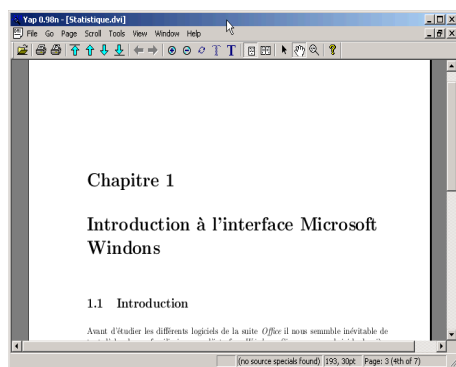 Yap 0.98n - [Statistique.dvi]
File Go Page Scroll Tools View Window Help
Chapitre 1
Introduction à l'interface Microsoft
Windons
1.1 Introduction
Avant d'étudier les différents logiciels de la suite Office il nous semmble inévitable de
(no source specials found) 193, 30pt Page: 3 (4th of 7)